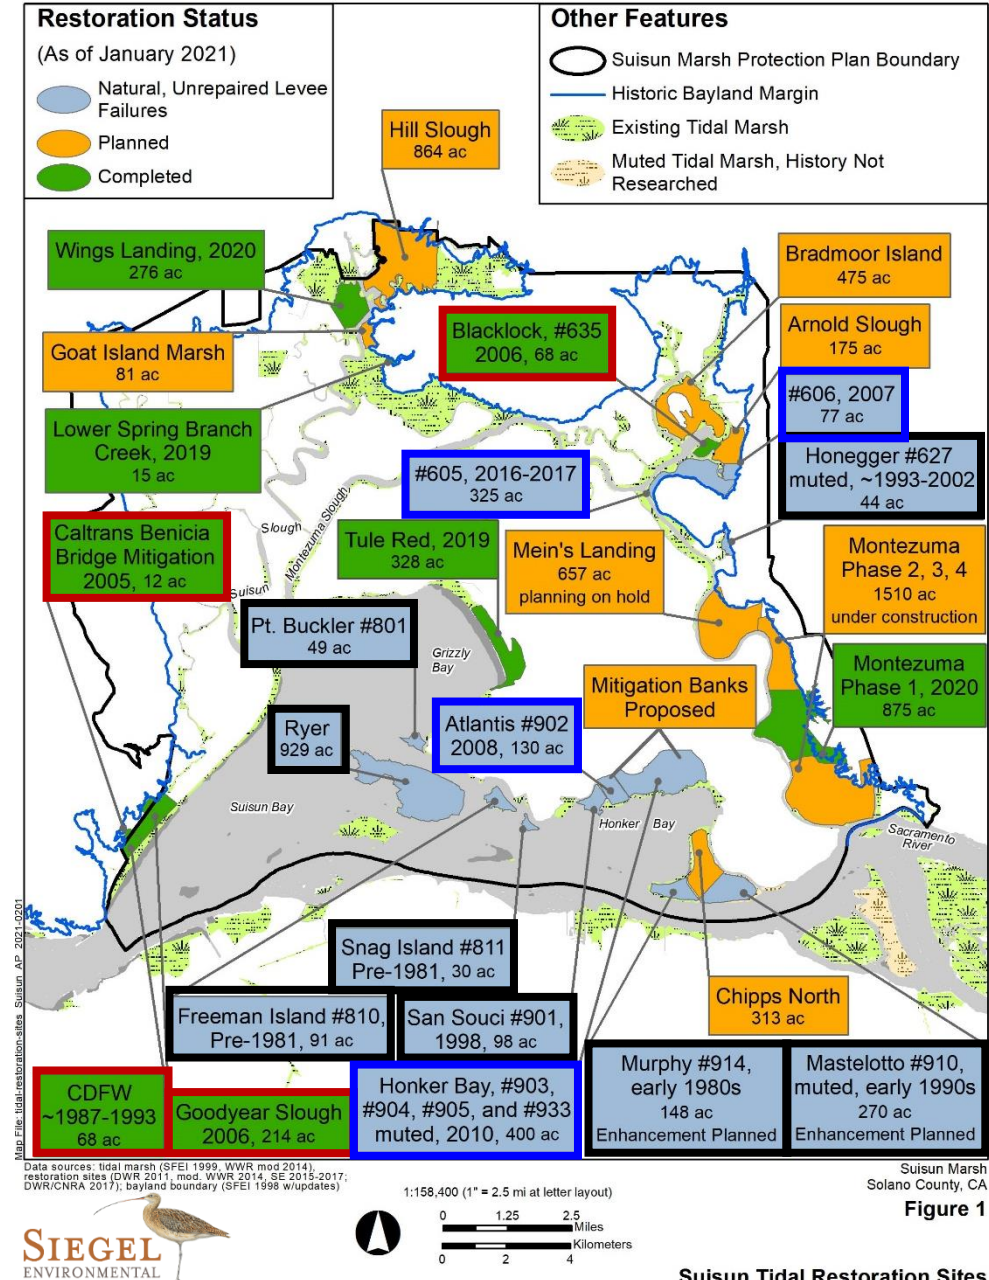 Restoration Status
(As of January 2021)
Natural, Unrepaired Levee
Failures
Planned
Completed
Other Features
Suisun Marsh Protection Plan Boundary
Historic Bayland Margin
Existing Tidal Marsh
Muted Tidal Marsh, History Not
Researched
Hill Slough
864 ac
Wings Landing, 2020
276 ac
Bradmoor Island
475 ac
Blacklock, #635
2006, 68 ac
Arnold Slough
175 ac
Goat Island Marsh
81 ac
#606, 2007
77 ac
Lower Spring Branch
Creek, 2019
15 ac
#605, 2016-2017
325 ac
Honegger #627
muted, ~1993-2002
44 ac
Caltrans Benicia
Bridge Mitigation
2005, 12 ac
Slough
Montezuma Slough
Suisun
Tule Red, 2019
328 ac
Mein's Landing
657 ac
planning on hold
Montezuma
Phase 2, 3, 4
1510 ac
under construction
Pt. Buckler #801
49 ac
Grizzly
Bay
Mitigation Banks
Proposed
Montezuma
Phase 1, 2020
875 ac
Ryer
929 ac
Atlantis #902
2008, 130 ac
Suisun Bay
Honker Bay
Sacramento
River
Snag Island #811
Pre-1981, 30 ac
Chipps North
313 ac
Freeman Island #810,
Pre-1981, 91 ac
San Souci #901,
1998, 98 ac
Murphy #914,
early 1980s
148 ac
Enhancement Planned
Mastelotto #910,
muted, early 1990s
270 ac
Enhancement Planned
CDFW
~1987-1993
68 ac
Goodyear Slough
2006, 214 ac
Honker Bay, #903,
#904, #905, and #933
muted, 2010, 400 ac
Map File: tidal-restoration-sites_Suisun_AP_2021-0201
Data sources: tidal marsh (SFEI 1999, WWR mod 2014),
restoration sites (DWR 2011, mod. WWR 2014, SE 2015-2017;
DWR/CNRA 2017); bayland boundary (SFEI 1998 w/updates)
Suisun Marsh
Solano County, CA
Figure 1
1:158,400 (1" = 2.5 mi at letter layout)
0 1.25 2.5
Miles
Kilometers
0 2 4
SIEGEL
ENVIRONMENTAL
Suisun Tidal Restoration Sites